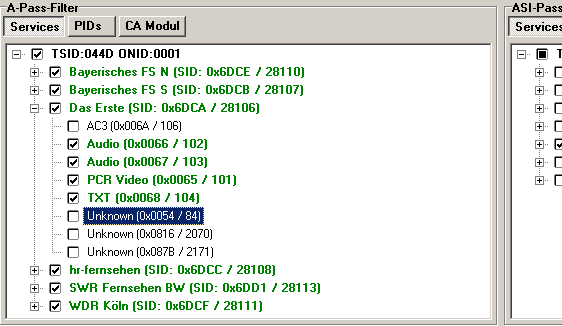 A-Pass-Filter
ASI-Pass
Services PIDs CA Modul
Services
TSID:044D ONID:0001
Bayerisches FS N (SID: 0x6DCE / 28110)
Bayerisches FS S (SID: 0x6DCB / 28107)
Das Erste (SID: 0x6DCA / 28106)
AC3 (0x006A / 106)
Audio (0x0066 / 102)
Audio (0x0067 / 103)
PCR Video (0x0065 / 101)
TXT (0x0068 / 104)
Unknown (0x0054 / 84)
Unknown (0x0816 / 2070)
Unknown (0x087B / 2171)
hr-fernsehen (SID: 0x6DCC / 28108)
SWR Fernsehen BW (SID: 0x6DD1 / 28113)
WDR Köln (SID: 0x6DCF / 28111)